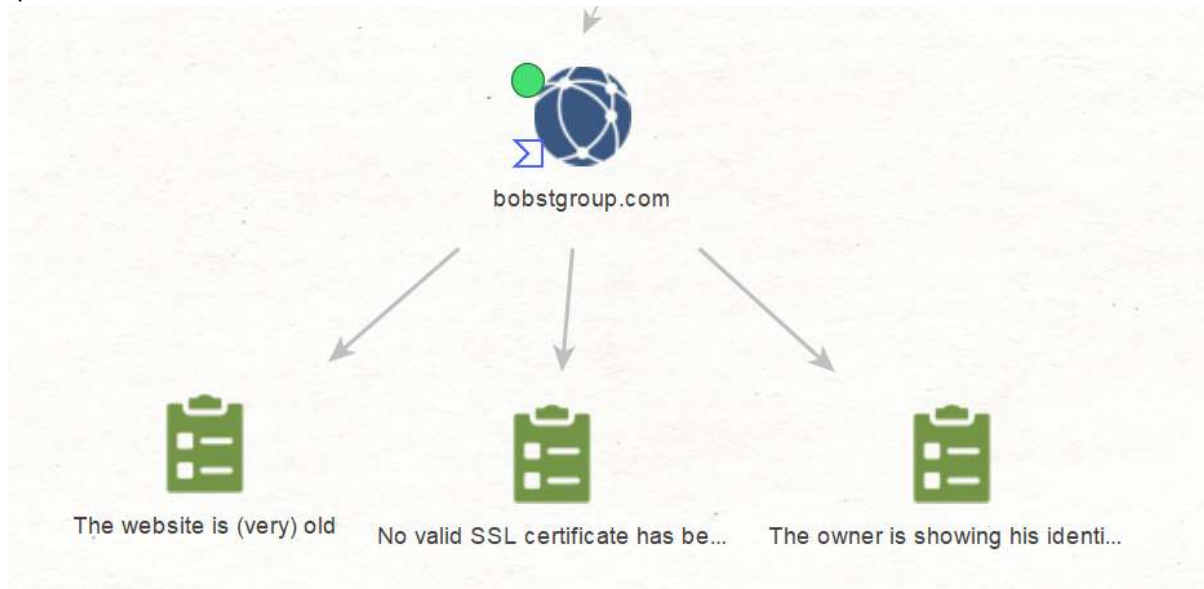 bobstgroup.com
The website is (very) old
No valid SSL certificate has be...
The owner is showing his identi...